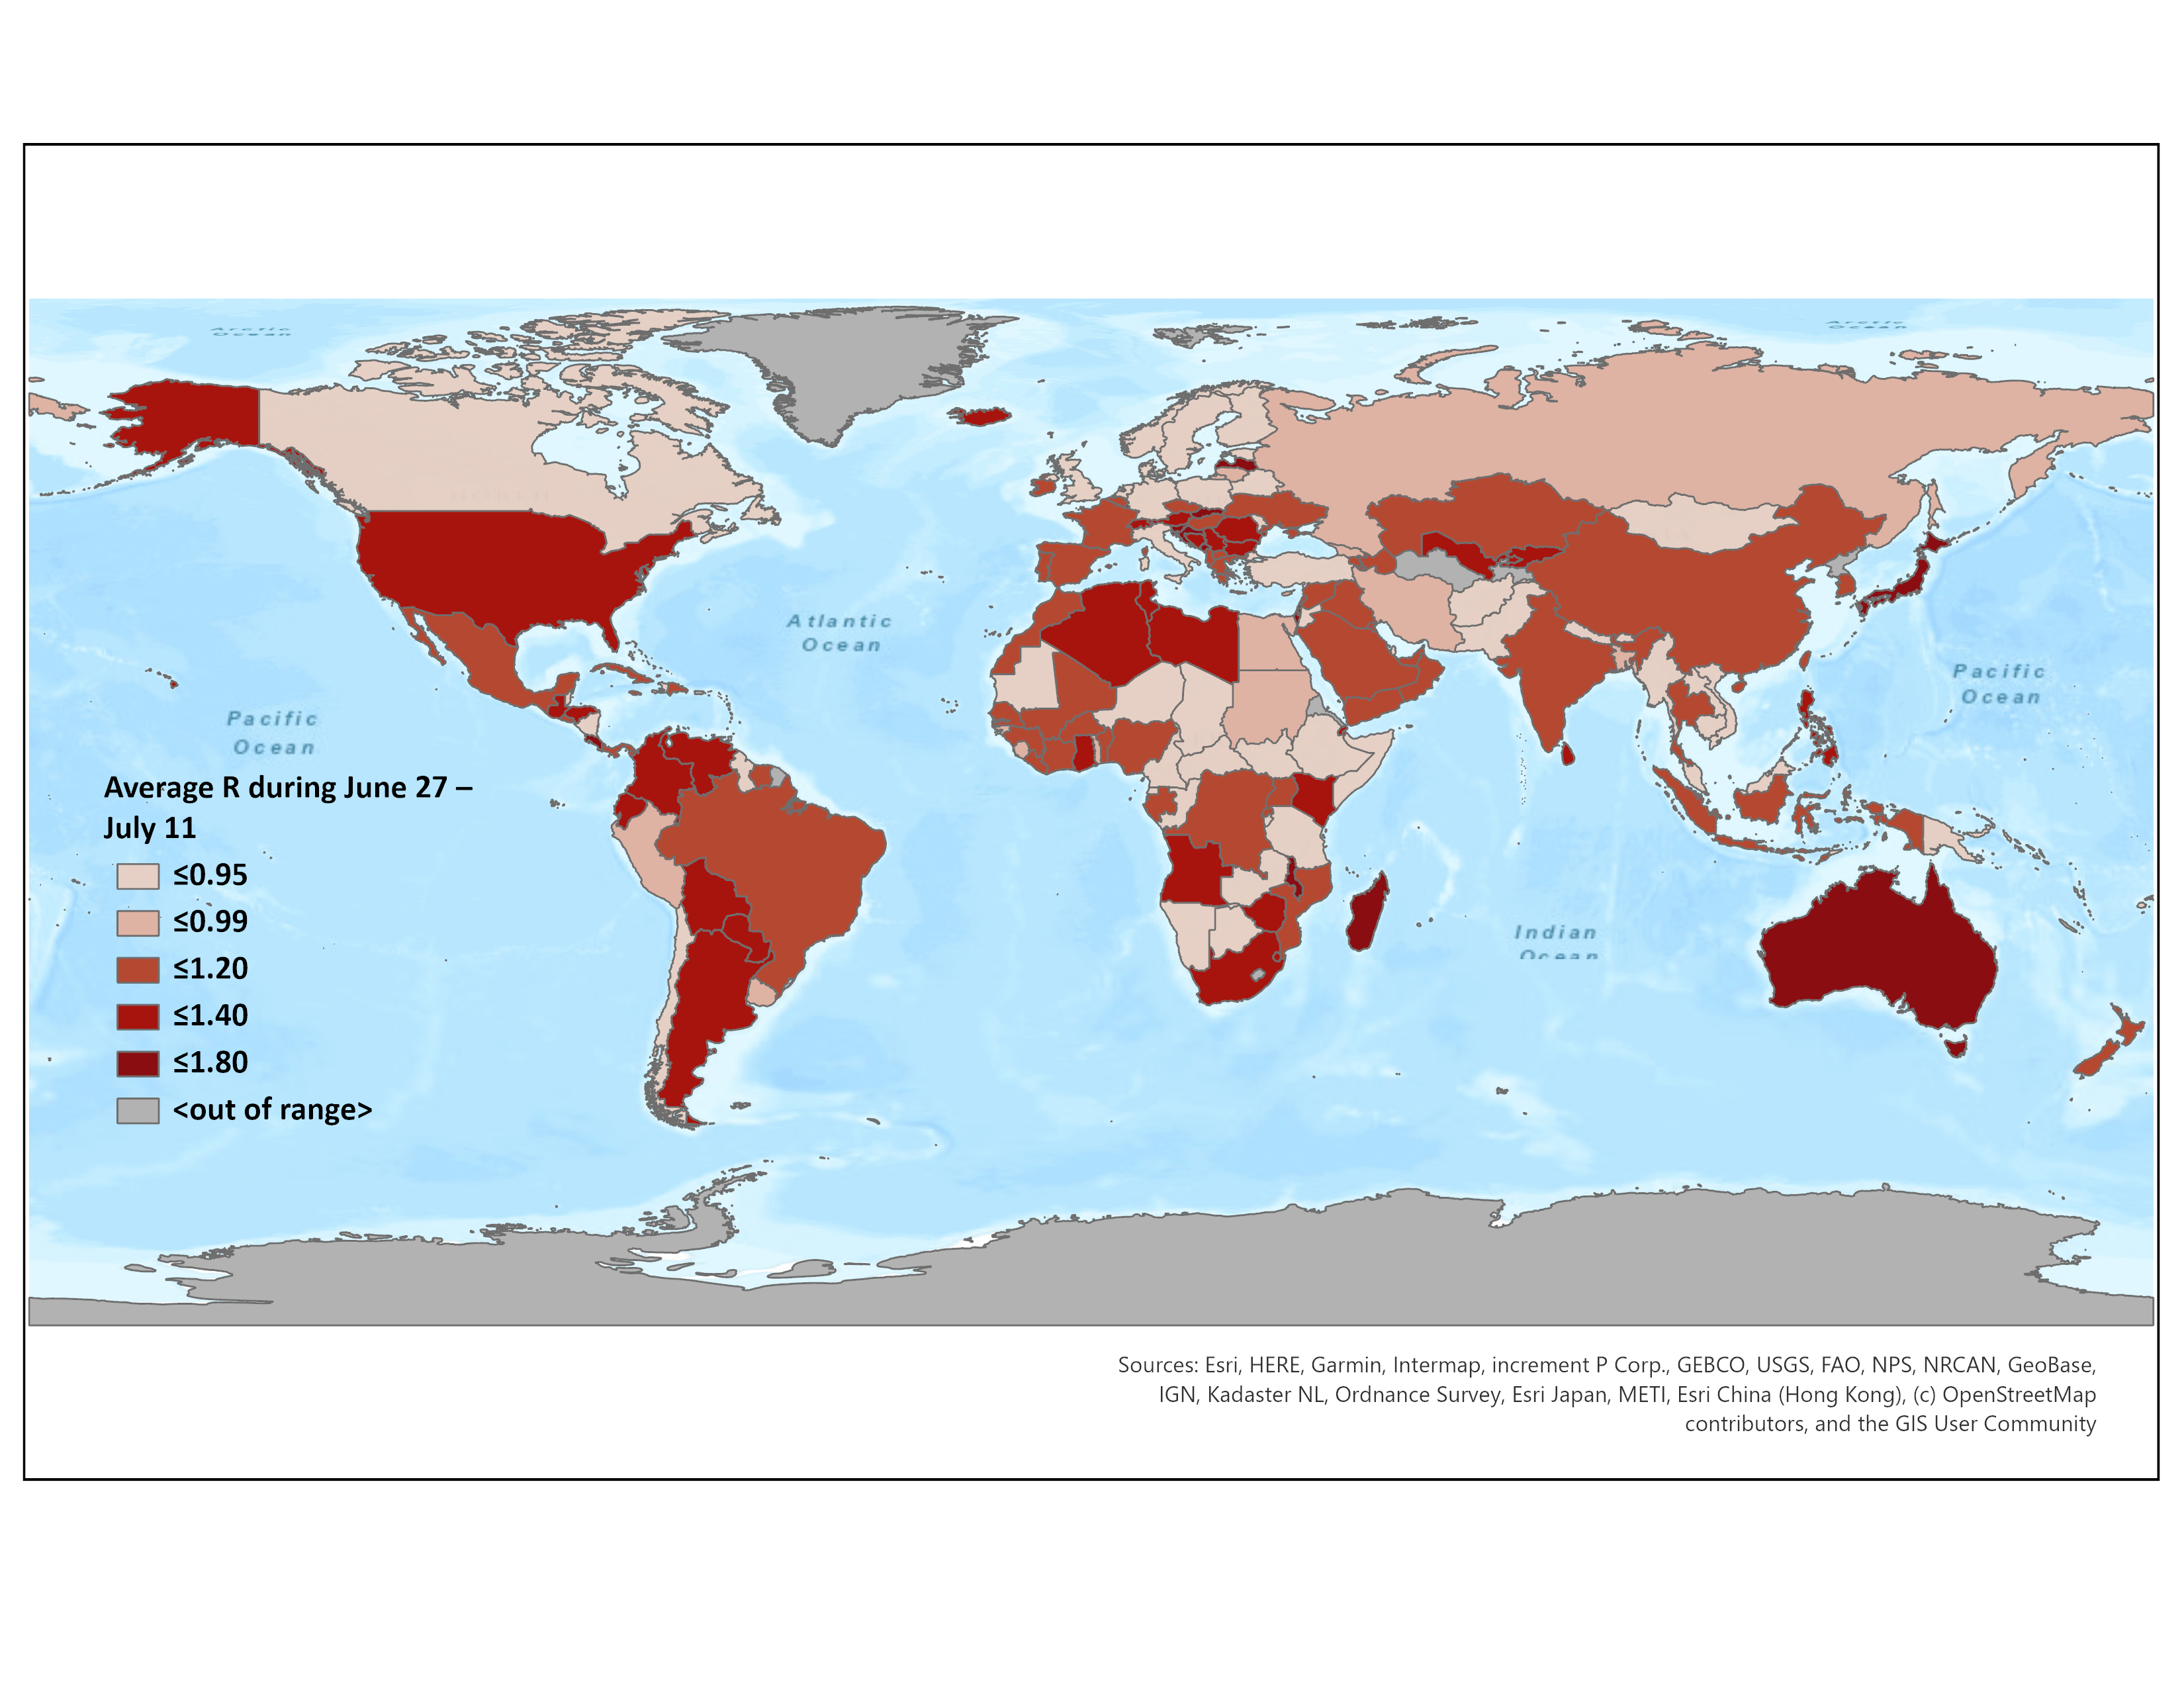 Arctic
Ocean
Arctic
Ocean
Atlantic
Ocean
Pacific
Ocean
Pacific
Ocean
Indian
Ocean
Average R during June 27 –
July 11
≤0.95
≤0.99
≤1.20
≤1.40
≤1.80
<out of range>
Sources: Esri, HERE, Garmin, Intermap, increment P Corp., GEBCO, USGS, FAO, NPS, NRCAN, GeoBase,
IGN, Kadaster NL, Ordnance Survey, Esri Japan, METI, Esri China (Hong Kong), (c) OpenStreetMap
contributors, and the GIS User Community